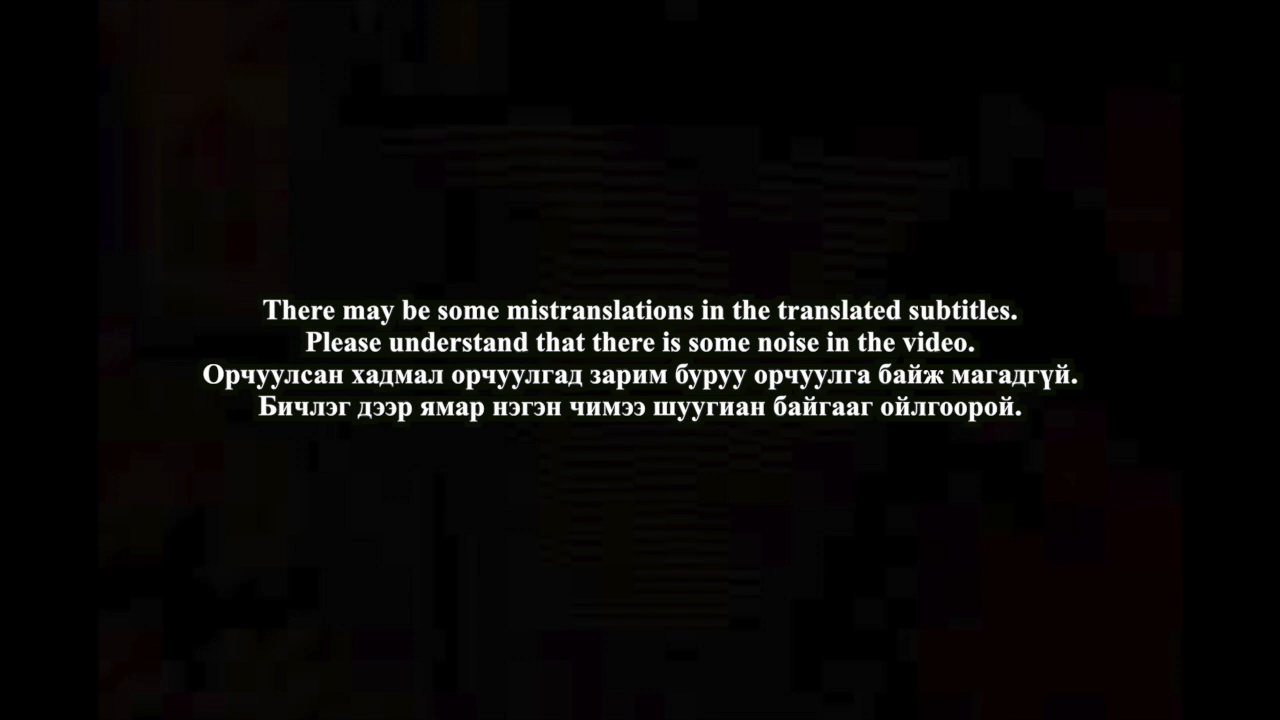 There may be some mistranslations in the translated subtitles.
Please understand that there is some noise in the video.
Орчуулсан хадмал орчуулгад зарим буруу орчуулга байж магадгүй.
Бичлэг дээр ямар нэгэн чимээ шуугиан байгааг ойлгоорой.